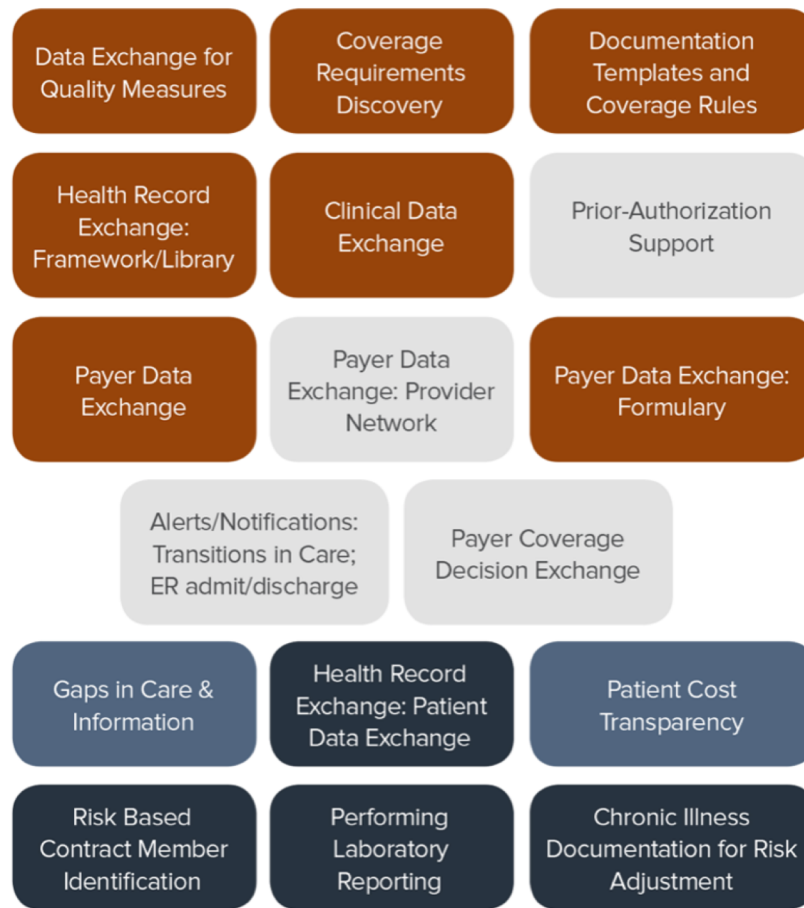 Data Exchange for
Quality Measures
Coverage
Requirements
Discovery
Documentation
Templates and
Coverage Rules
Health Record
Exchange:
Framework/Library
Clinical Data
Exchange
Prior-Authorization
Support
Payer Data
Exchange
Payer Data
Exchange: Provider
Network
Payer Data Exchange:
Formulary
Alerts/Notifications:
Transitions in Care;
ER admit/discharge
Payer Coverage
Decision Exchange
Gaps in Care &
Information
Health Record
Exchange: Patient
Data Exchange
Patient Cost
Transparency
Risk Based
Contract Member
Identification
Performing
Laboratory
Reporting
Chronic Illness
Documentation for Risk
Adjustment